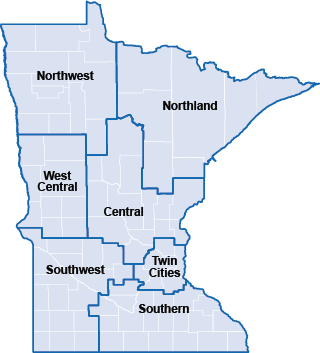 Northwest
Northland
West
Central
Central
Twin
Cities
Southwest
Southern